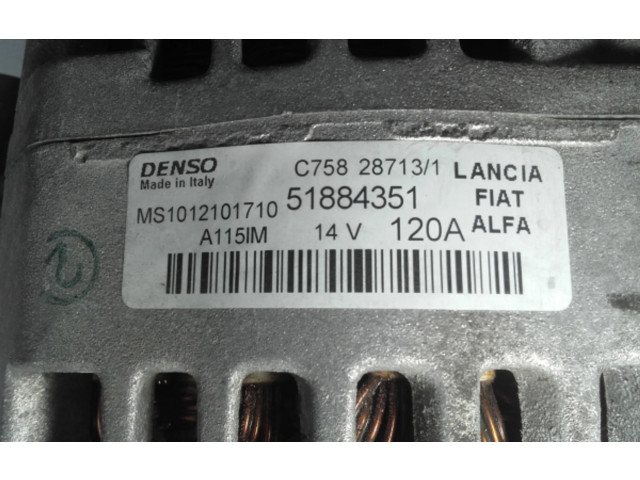 DENSO C758 28713/1 LANCIA
Made in Italy
MS1012101710 51884351 FIAT
A115IM 14 V 120A ALFA